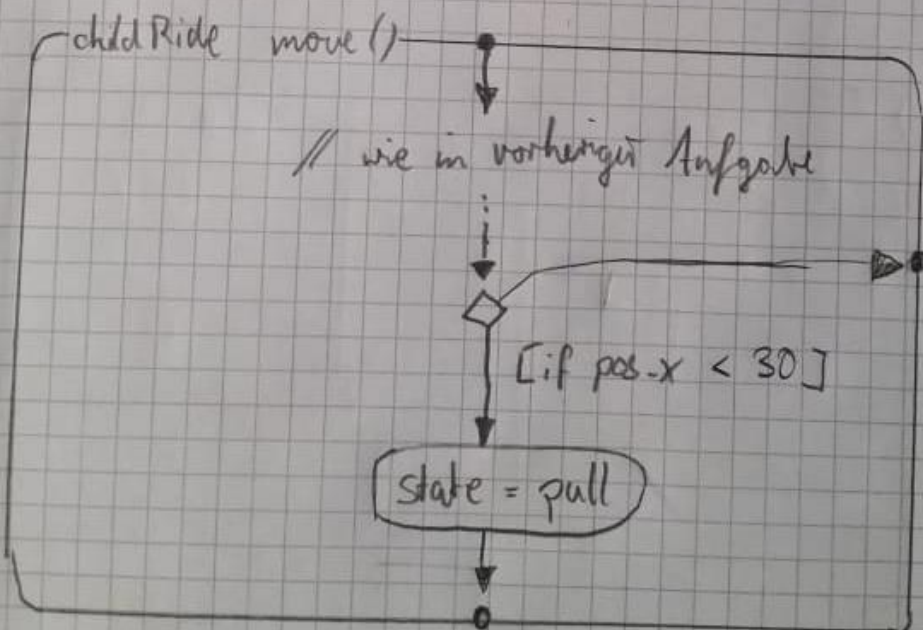 childRide move()
// wie in vorheriger Aufgabe
[if pos-x < 30]
state = pull